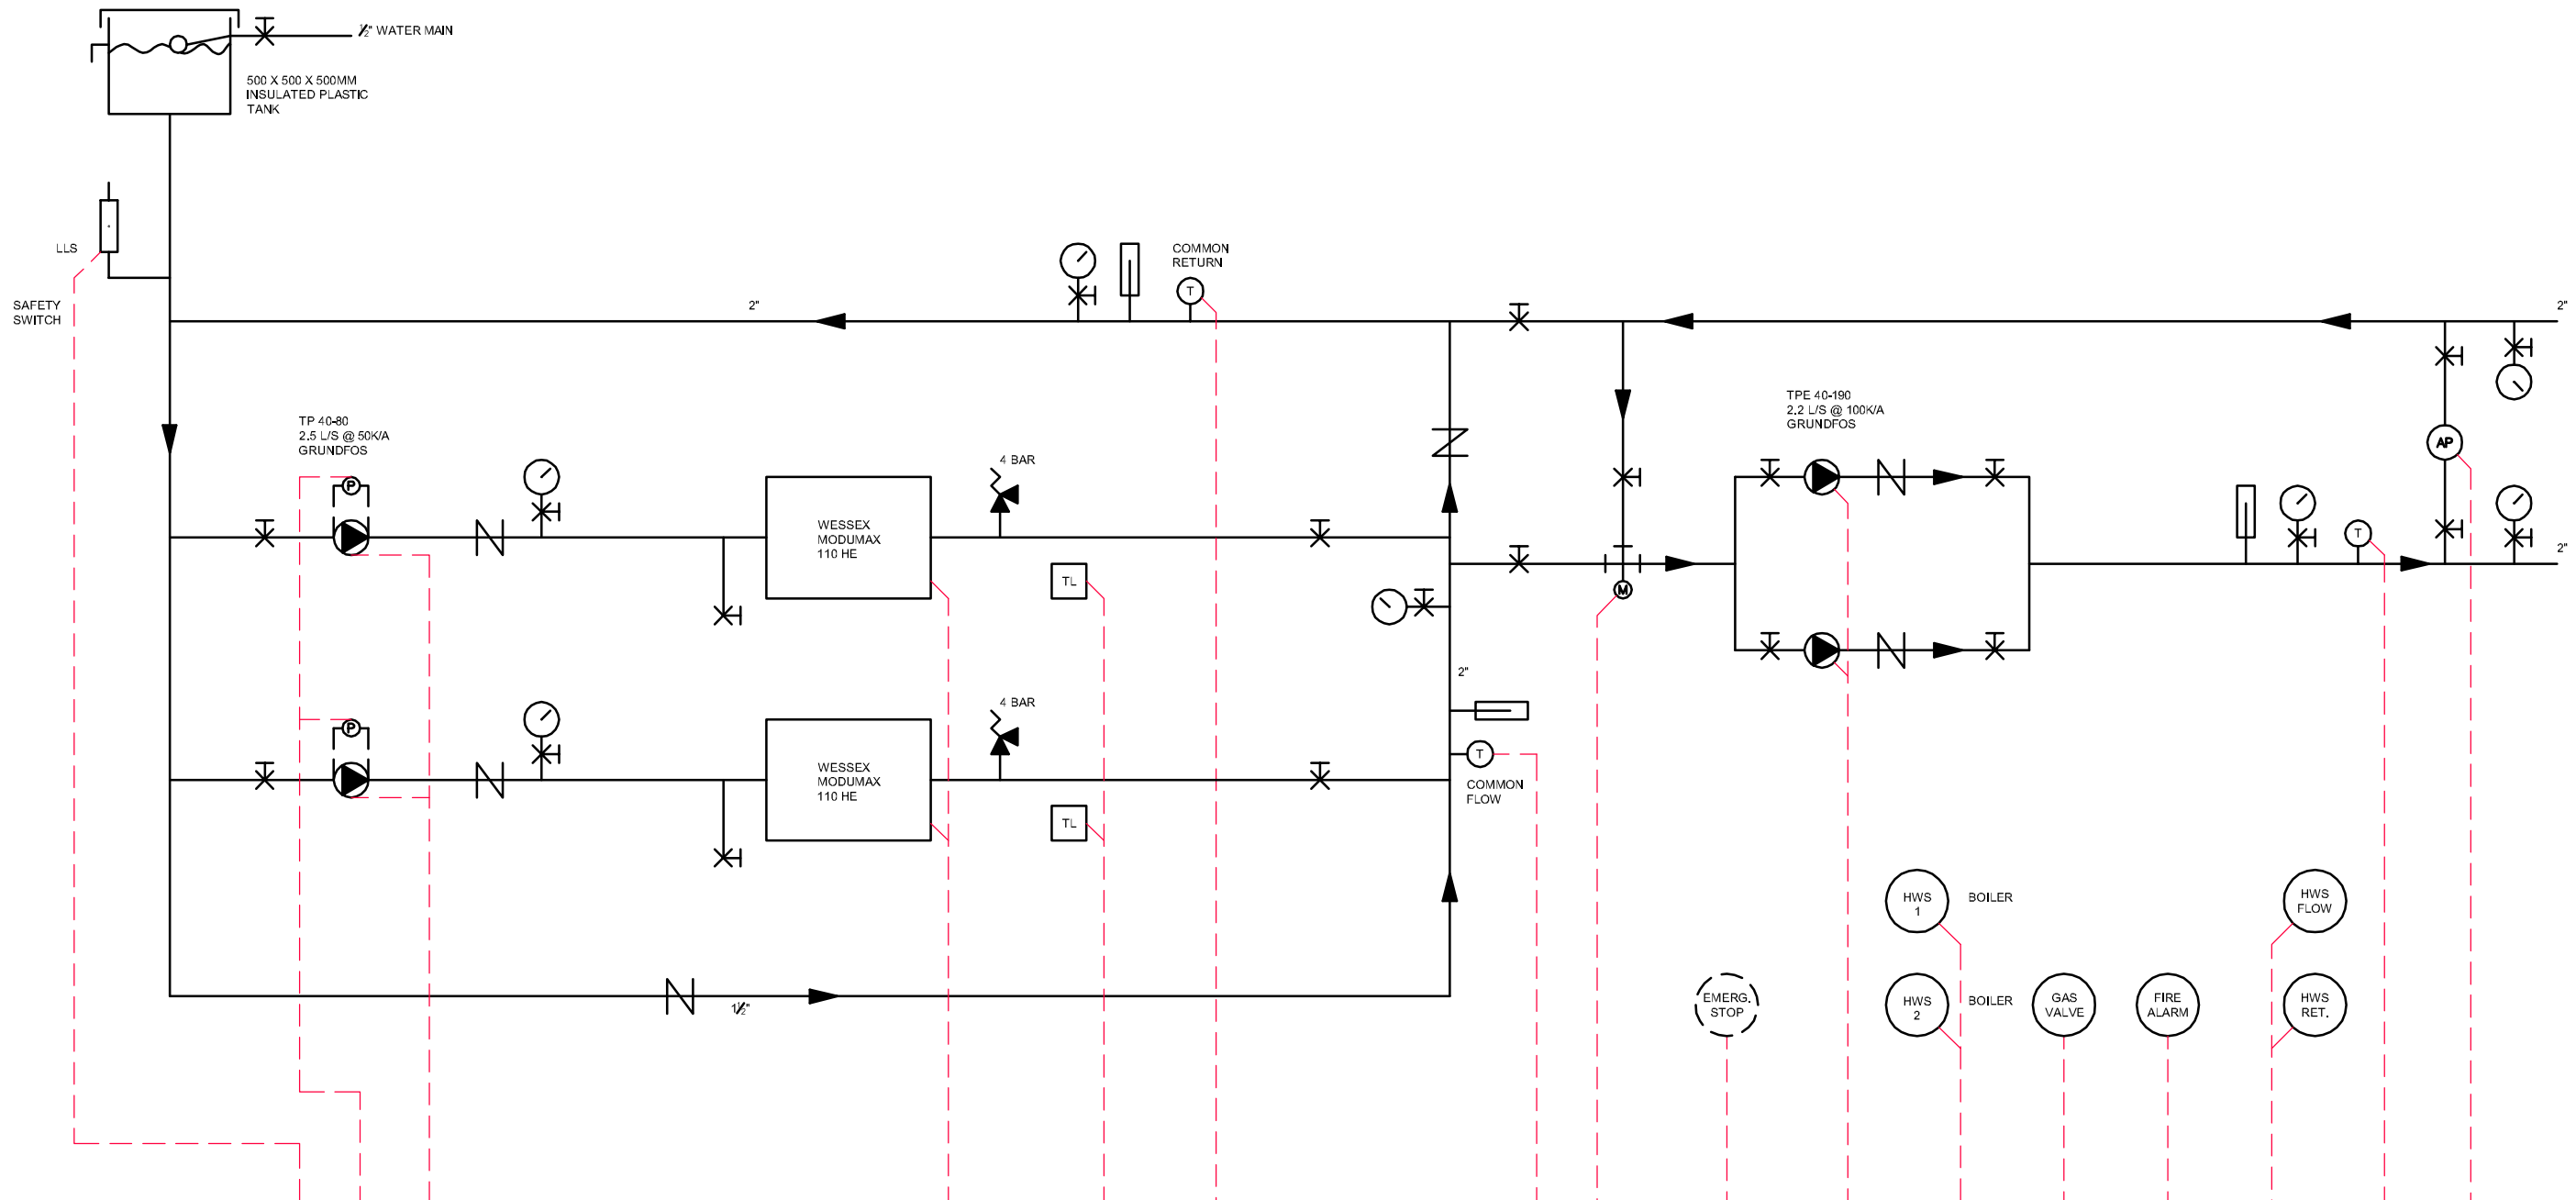 ½" WATER MAIN
500 X 500 X 500MM
INSULATED PLASTIC
TANK
LLS
SAFETY
SWITCH
COMMON
RETURN
2"
2"
TP 40-80
2.5 L/S @ 50K/A
GRUNDFOS
P
T
4 BAR
WESSEX
MODUMAX
110 HE
TL
TPE 40-190
2.2 L/S @ 100K/A
GRUNDFOS
AP
T
2"
M
2"
P
4 BAR
WESSEX
MODUMAX
110 HE
TL
T
COMMON
FLOW
1½"
HWS
1
BOILER
HWS
FLOW
EMERG.
STOP
HWS
2
BOILER
GAS
VALVE
FIRE
ALARM
HWS
RET.